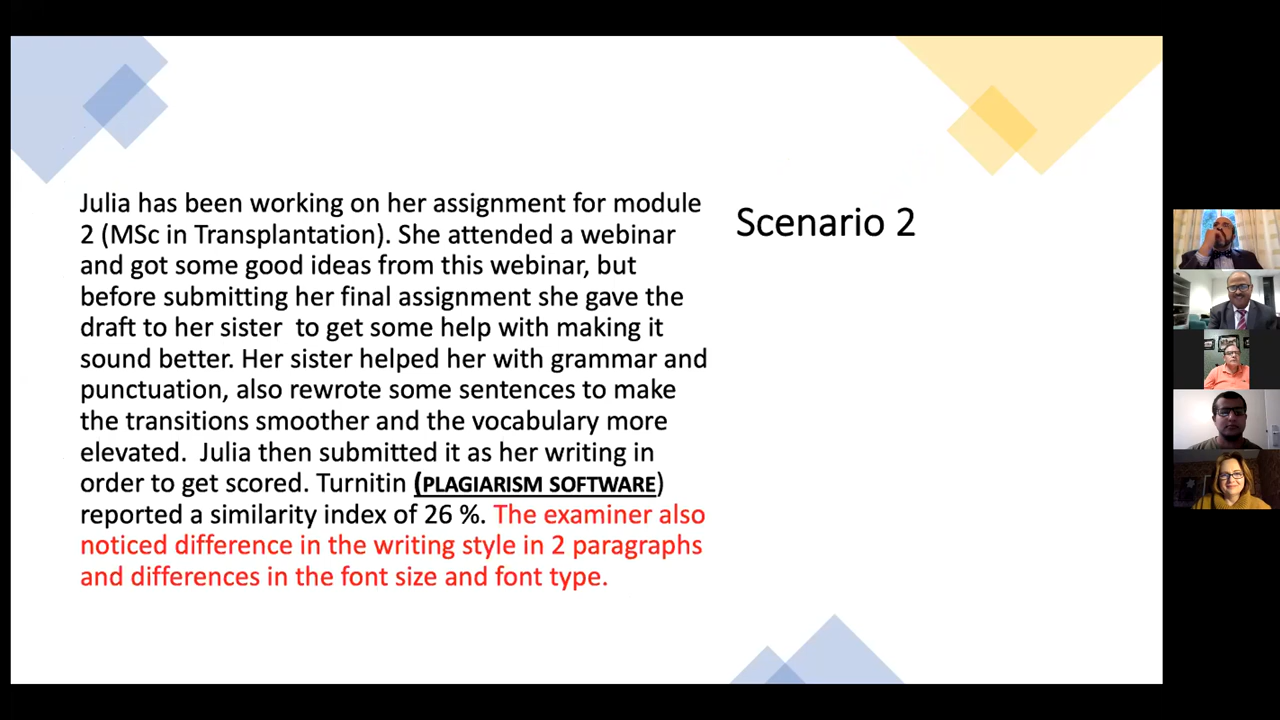 Julia has been working on her assignment for module
2 (MSc in Transplantation). She attended a webinar
and got some good ideas from this webinar, but
before submitting her final assignment she gave the
draft to her sister to get some help with making it
sound better. Her sister helped her with grammar and
punctuation, also rewrote some sentences to make
the transitions smoother and the vocabulary more
elevated. Julia then submitted it as her writing in
order to get scored. Turnitin (PLAGIARISM SOFTWARE)
reported a similarity index of 26 %. The examiner also
noticed difference in the writing style in 2 paragraphs
and differences in the font size and font type.
Scenario 2